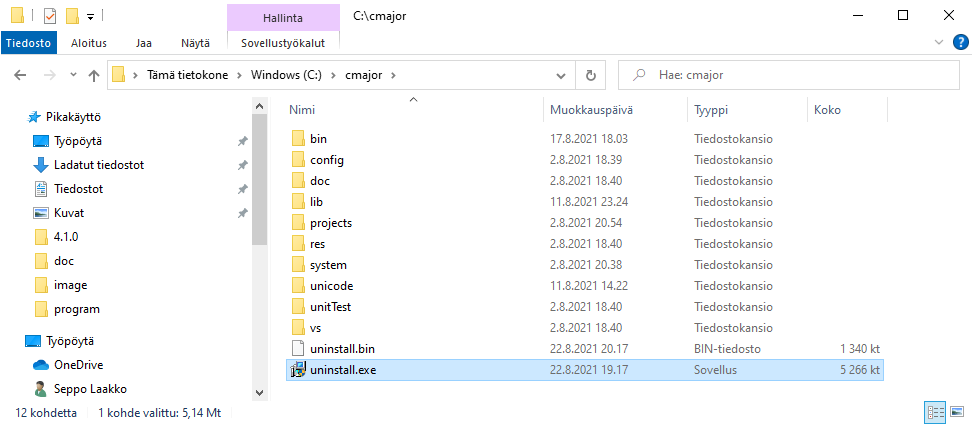 Hallinta
C:\cmajor
Tiedosto
Aloitus
Jaa
Näytä
Sovellustyökalut
Tämä tietokone
Windows (C:)
cmajor
Hae: cmajor
Pikakäyttö
Työpöytä
Ladatut tiedostot
Tiedostot
Kuvat
4.1.0
doc
image
program
Työpöytä
OneDrive
Seppo Laakko
Nimi Muokkauspäivä Tyyppi Koko
bin 17.8.2021 18.03 Tiedostokansio
config 2.8.2021 18.39 Tiedostokansio
doc 2.8.2021 18.40 Tiedostokansio
lib 11.8.2021 23.24 Tiedostokansio
projects 2.8.2021 20.54 Tiedostokansio
res 2.8.2021 18.40 Tiedostokansio
system 2.8.2021 20.38 Tiedostokansio
unicode 11.8.2021 14.22 Tiedostokansio
unitTest 2.8.2021 18.40 Tiedostokansio
vs 2.8.2021 18.40 Tiedostokansio
uninstall.bin 22.8.2021 20.17 BIN-tiedosto 1 340 kt
uninstall.exe 22.8.2021 19.17 Sovellus 5 266 kt
12 kohdetta 1 kohde valittu: 5,14 Mt